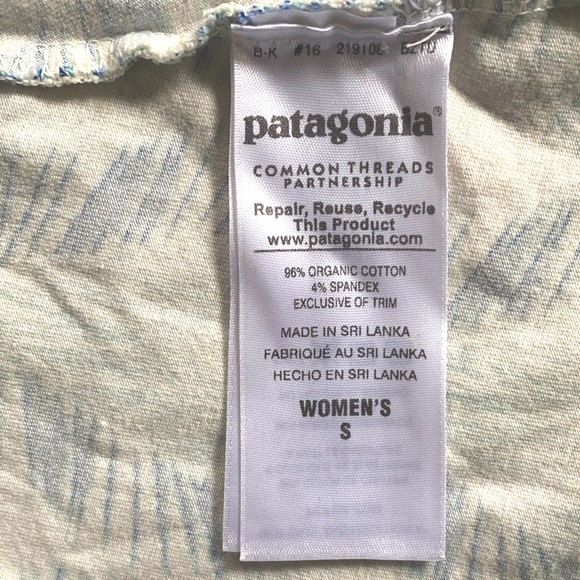 B-K #16 219108
patagonia®
COMMON THREADS
PARTNERSHIP
Repair, Reuse, Recycle
This Product
www.patagonia.com
96% ORGANIC COTTON
4% SPANDEX
EXCLUSIVE OF TRIM
MADE IN SRI LANKA
FABRIQUÉ AU SRI LANKA
HECHO EN SRI LANKA
WOMEN'S
S